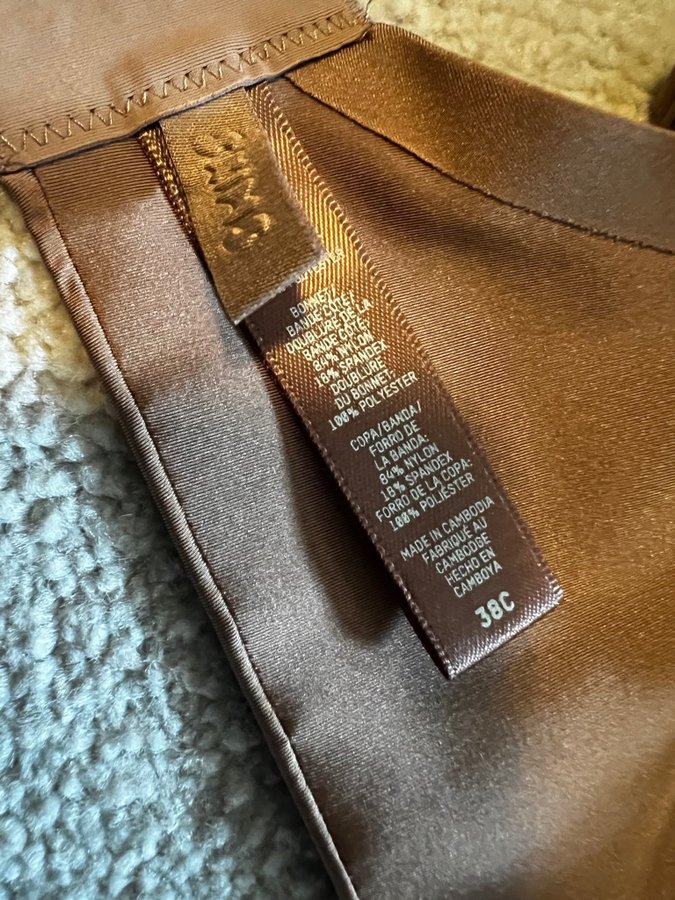 SKIMS
POLYESTER
BONNET/
BANDE CÔTÉ/
DOUBLURE DE LA
BANDE CÔTÉ:
84% NYLON
16% SPANDEX
DOUBLURE
DU BONNET
100% POLYESTER
COPA/BANDA/
FORRO DE
LA BANDA:
84% NYLON
16% SPANDEX
FORRO DE LA COPA:
100% POLIÉSTER
MADE IN CAMBODIA
FABRIQUÉ AU
CAMBODGE
HECHO EN
CAMBOYA
38C